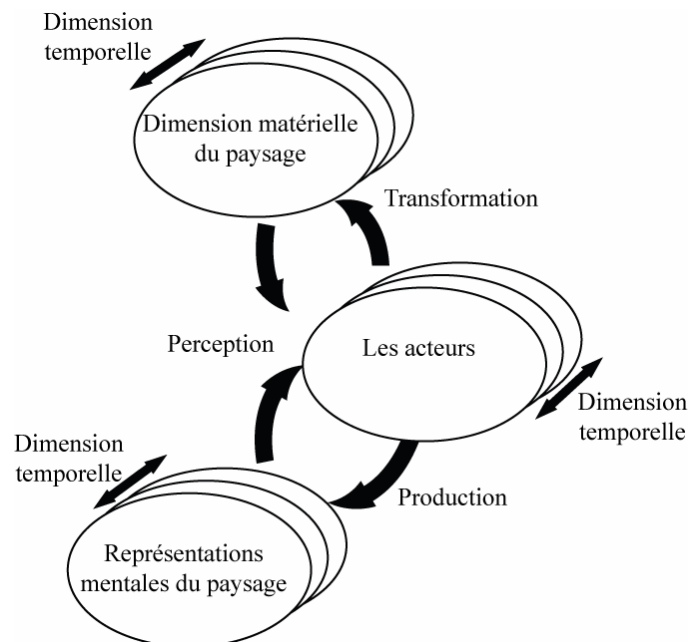 Dimension
temporelle
Dimension matérielle
du paysage
Transformation
Perception
Les acteurs
Dimension
temporelle
Dimension
temporelle
Production
Représentations
mentales du paysage